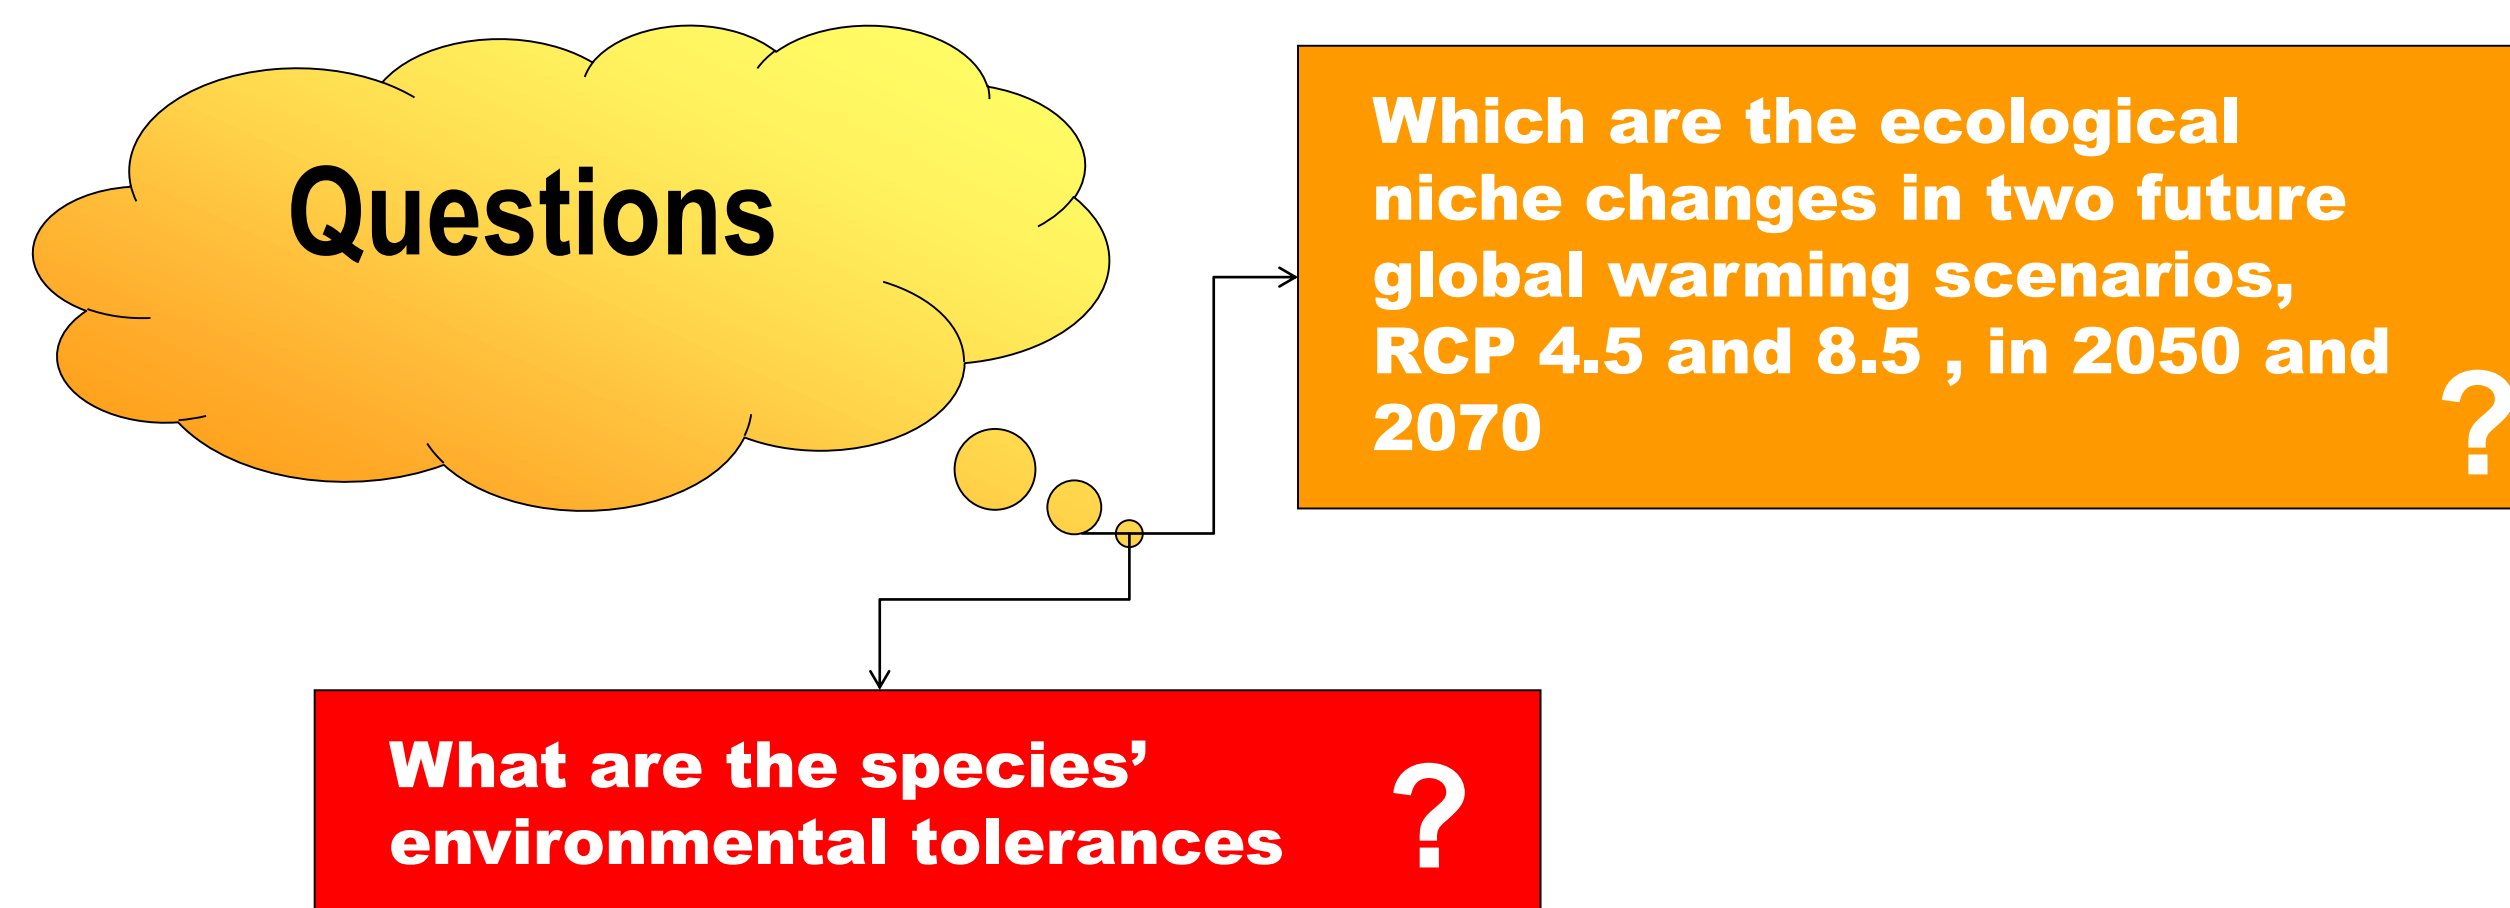 Questions
Which are the ecological
niche changes in two future
global warming scenarios,
RCP 4.5 and 8.5 , in 2050 and
2070
?
What are the species’
environmental tolerances
?